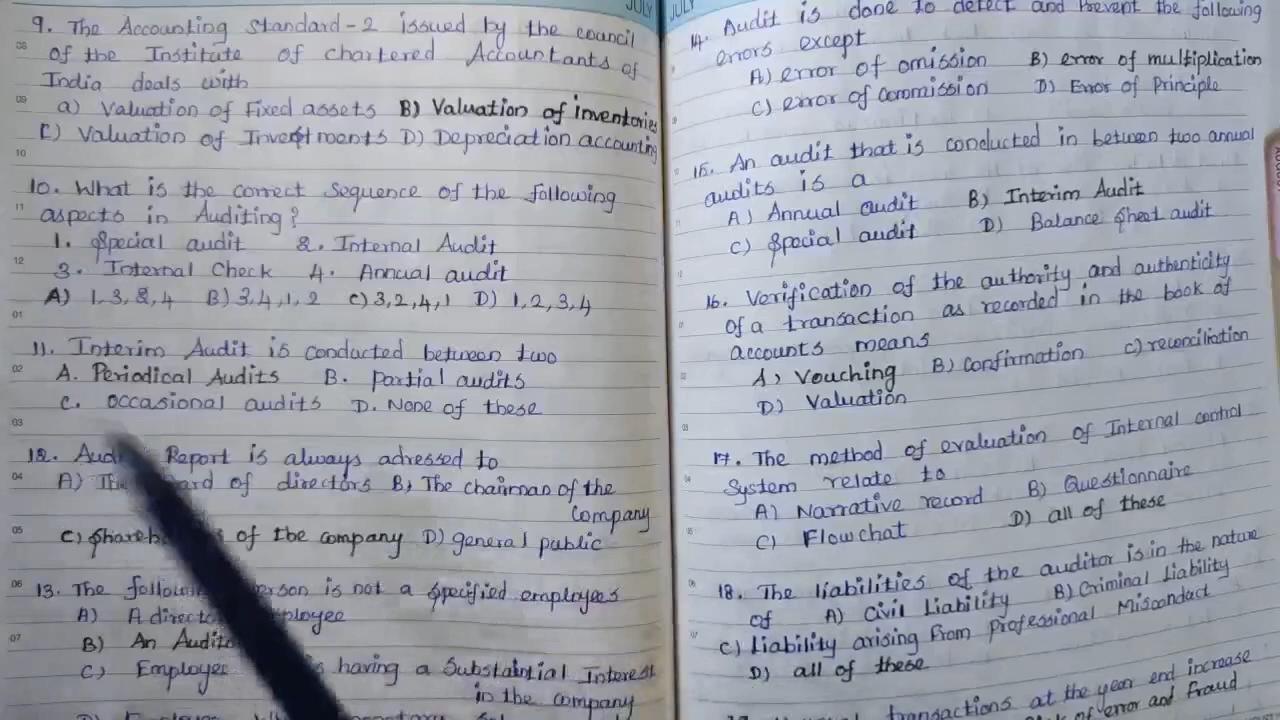 JULY
9. The Accounting Standard-2 issued by the council
of the Institute of chartered Accountants of
India deals with
a) Valuation of Fixed assets B) Valuation of inventories
C) Valuation of Investments D) Depreciation accounting
10. What is the correct Sequence of the following
aspects in Auditing?
1. Special audit 2. Internal Audit
3. Internal Check 4. Annual audit
A) 1,3,2,4 B) 3,4,1,2 C) 3,2,4,1 D) 1,2,3,4
11. Interim Audit is conducted between two
A. Periodical Audits B. Partial audits
C. occasional audits D. None of these
12. Report is always adressed to
A) of directors B) The chairman of the
company
C) of the company D) general public
13. The is not a specified employees
A) A
B) An
C) Employee having a Substantial Interest
in the company
JULY
14. Audit is done to detect and prevent the following
errors except
A) error of omission B) error of multiplication
C) error of commission D) Error of Principle
15. An audit that is conducted in between two annual
audits is a
A) Annual audit B) Interim Audit
C) Special audit D) Balance Sheat audit
16. Verification of the authority and authenticity
of a transaction as recorded in the book of
accounts means
A) Vouching B) Confirmation C) reconciliation
D) Valuation
17. The method of evaluation of Internal control
System relate to
A) Narrative record B) Questionnaire
C) Flowchat D) all of these
18. The liabilities of the auditor is in the nature
of A) Civil Liability B) Criminal Liability
C) Liability arising From professional Misconduct
D) all of these
transactions at the year end increase
of error and Fraud